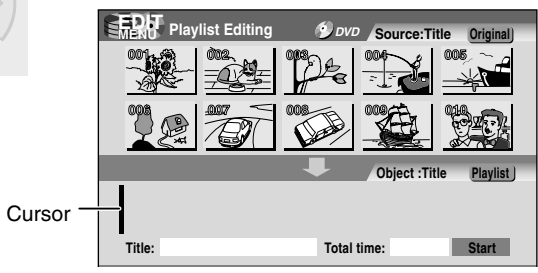 EDIT
MENU
Playlist Editing
DVD
Source:Title
Original
001
002
003
004
005
006
007
008
009
010
Object :Title
Playlist
Cursor
Title:
Total time:
Start